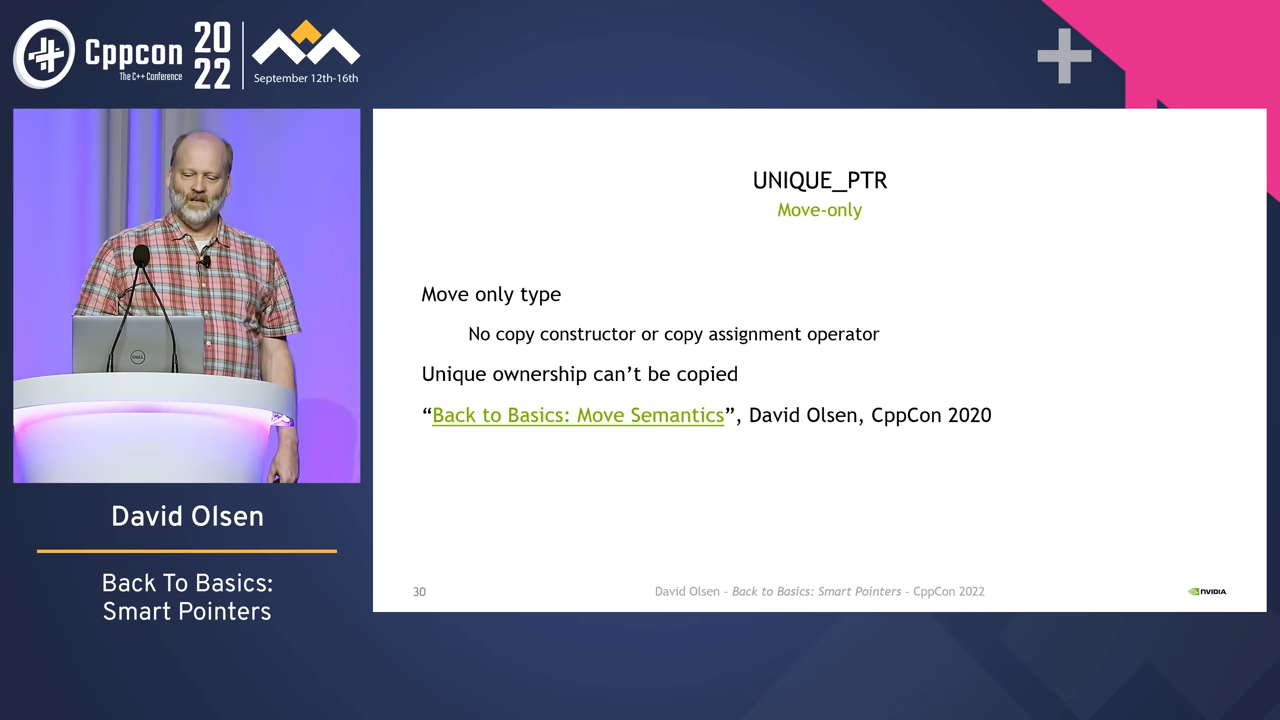 Cppcon
The C++ Conference
20
22
September 12th-16th
UNIQUE_PTR
Move-only
Move only type
No copy constructor or copy assignment operator
Unique ownership can’t be copied
“Back to Basics: Move Semantics”, David Olsen, CppCon 2020
30
David Olsen - Back to Basics: Smart Pointers - CppCon 2022
NVIDIA.
DELL
David Olsen
Back To Basics:
Smart Pointers